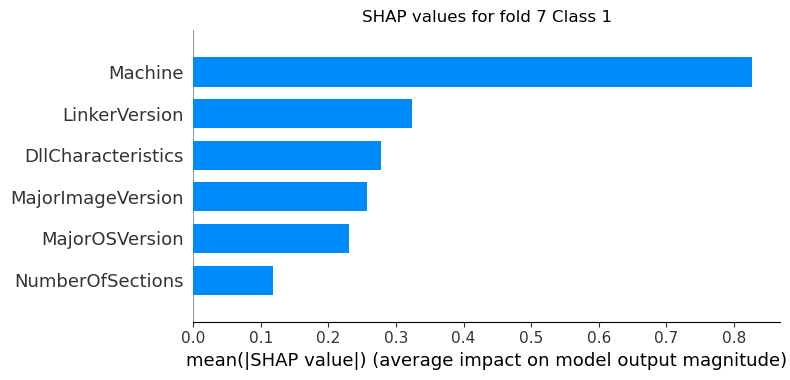 SHAP values for fold 7 Class 1
Machine
LinkerVersion
DllCharacteristics
MajorImageVersion
MajorOSVersion
NumberOfSections
0.0 0.1 0.2 0.3 0.4 0.5 0.6 0.7 0.8
mean(|SHAP value|) (average impact on model output magnitude)